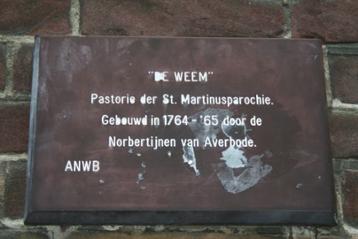 "DE WEEM"
Pastorie der St. Martinusparochie.
Gebouwd in 1764-'65 door de
Norbertijnen van Averbode.
ANWB